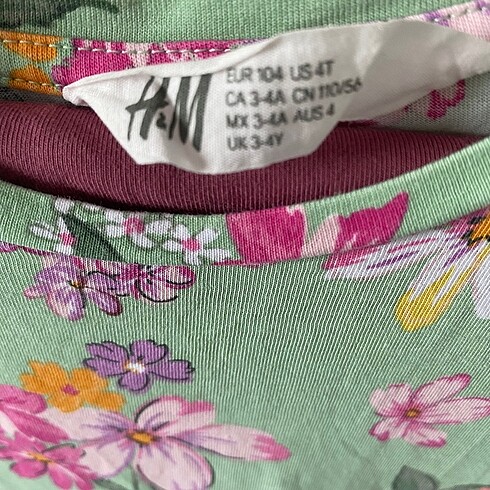 H&M
EUR 104 US 4T
CA 3-4A CN 110/56
MX 3-4A AUS 4
UK 3-4Y